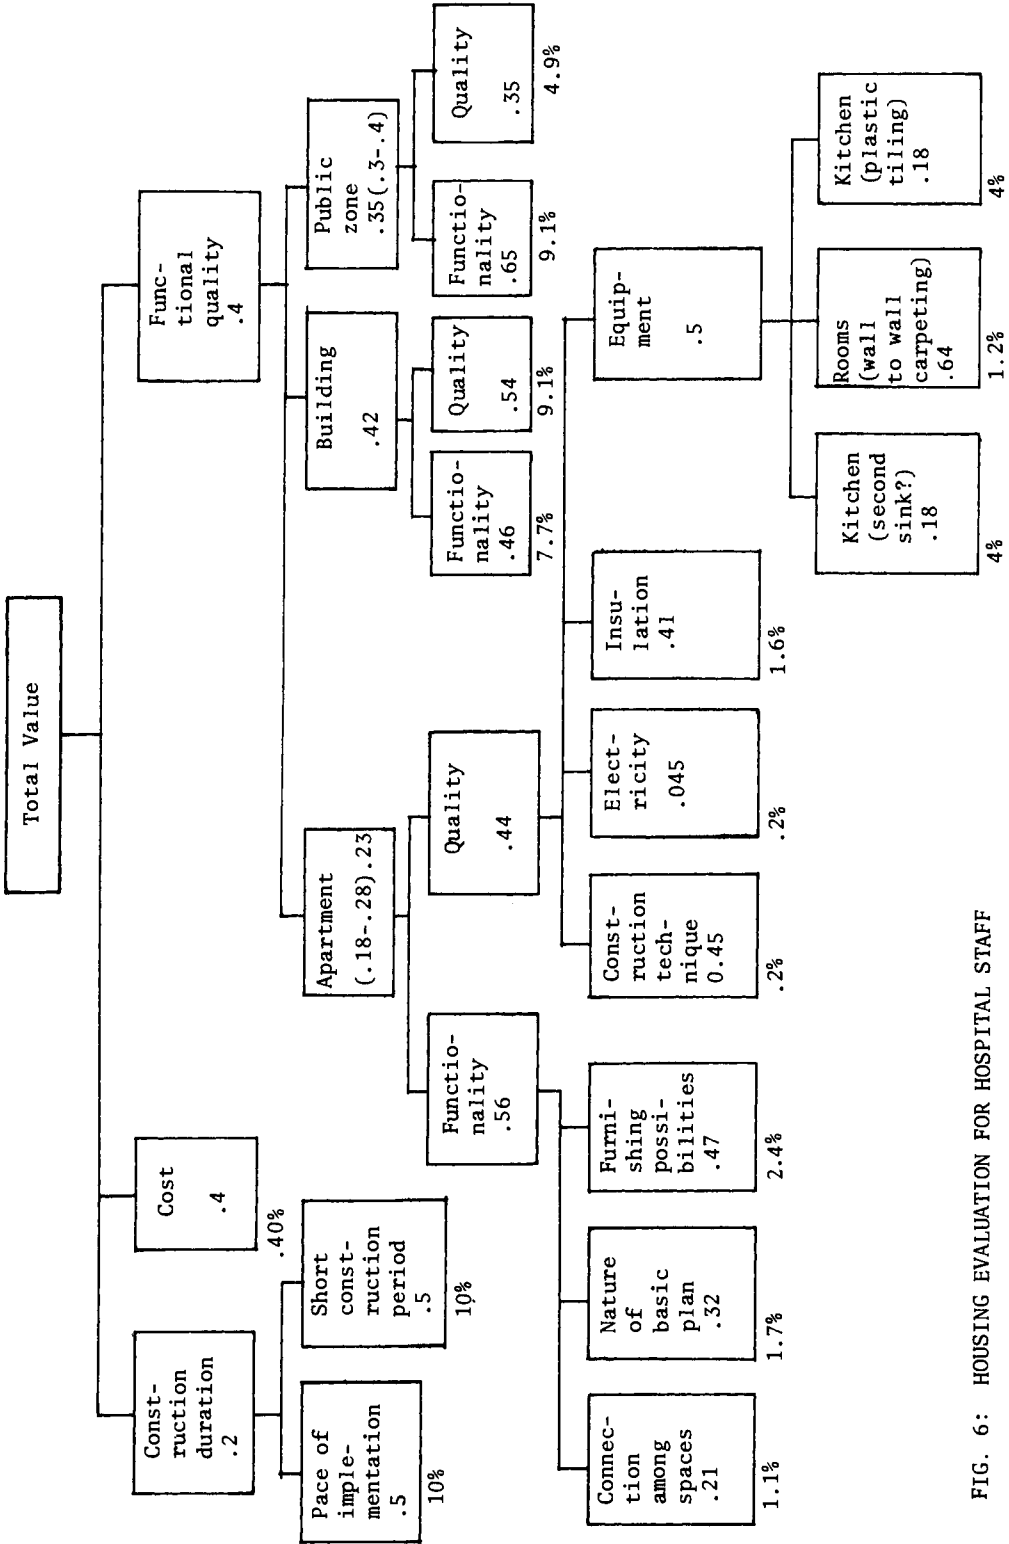 Total Value
Const-
ruction
duration
.2
Cost
.4
.40%
Func-
tional
quality
.4
Pace of
imple-
mentation
.5
10%
Short
const-
ruction
period
.5
10%
Apartment
(.18-.28).23
Building
.42
Public
zone
.35(.3-.4)
Functio-
nality
.56
Quality
.44
Functio-
nality
.46
7.7%
Quality
.54
9.1%
Functio-
nality
.65
9.1%
Quality
.35
4.9%
Connec-
tion
among
spaces
.21
1.1%
Nature
of
basic
plan
.32
1.7%
Furni-
shing
possi-
bilities
.47
2.4%
Const-
ruction
tech-
nique
0.45
.2%
Elect-
ricity
.045
.2%
Insu-
lation
.41
1.6%
Equip-
ment
.5
Kitchen
(second
sink?)
.18
4%
Rooms
(wall
to wall
carpeting)
.64
1.2%
Kitchen
(plastic
tiling)
.18
4%
FIG. 6: HOUSING EVALUATION FOR HOSPITAL STAFF